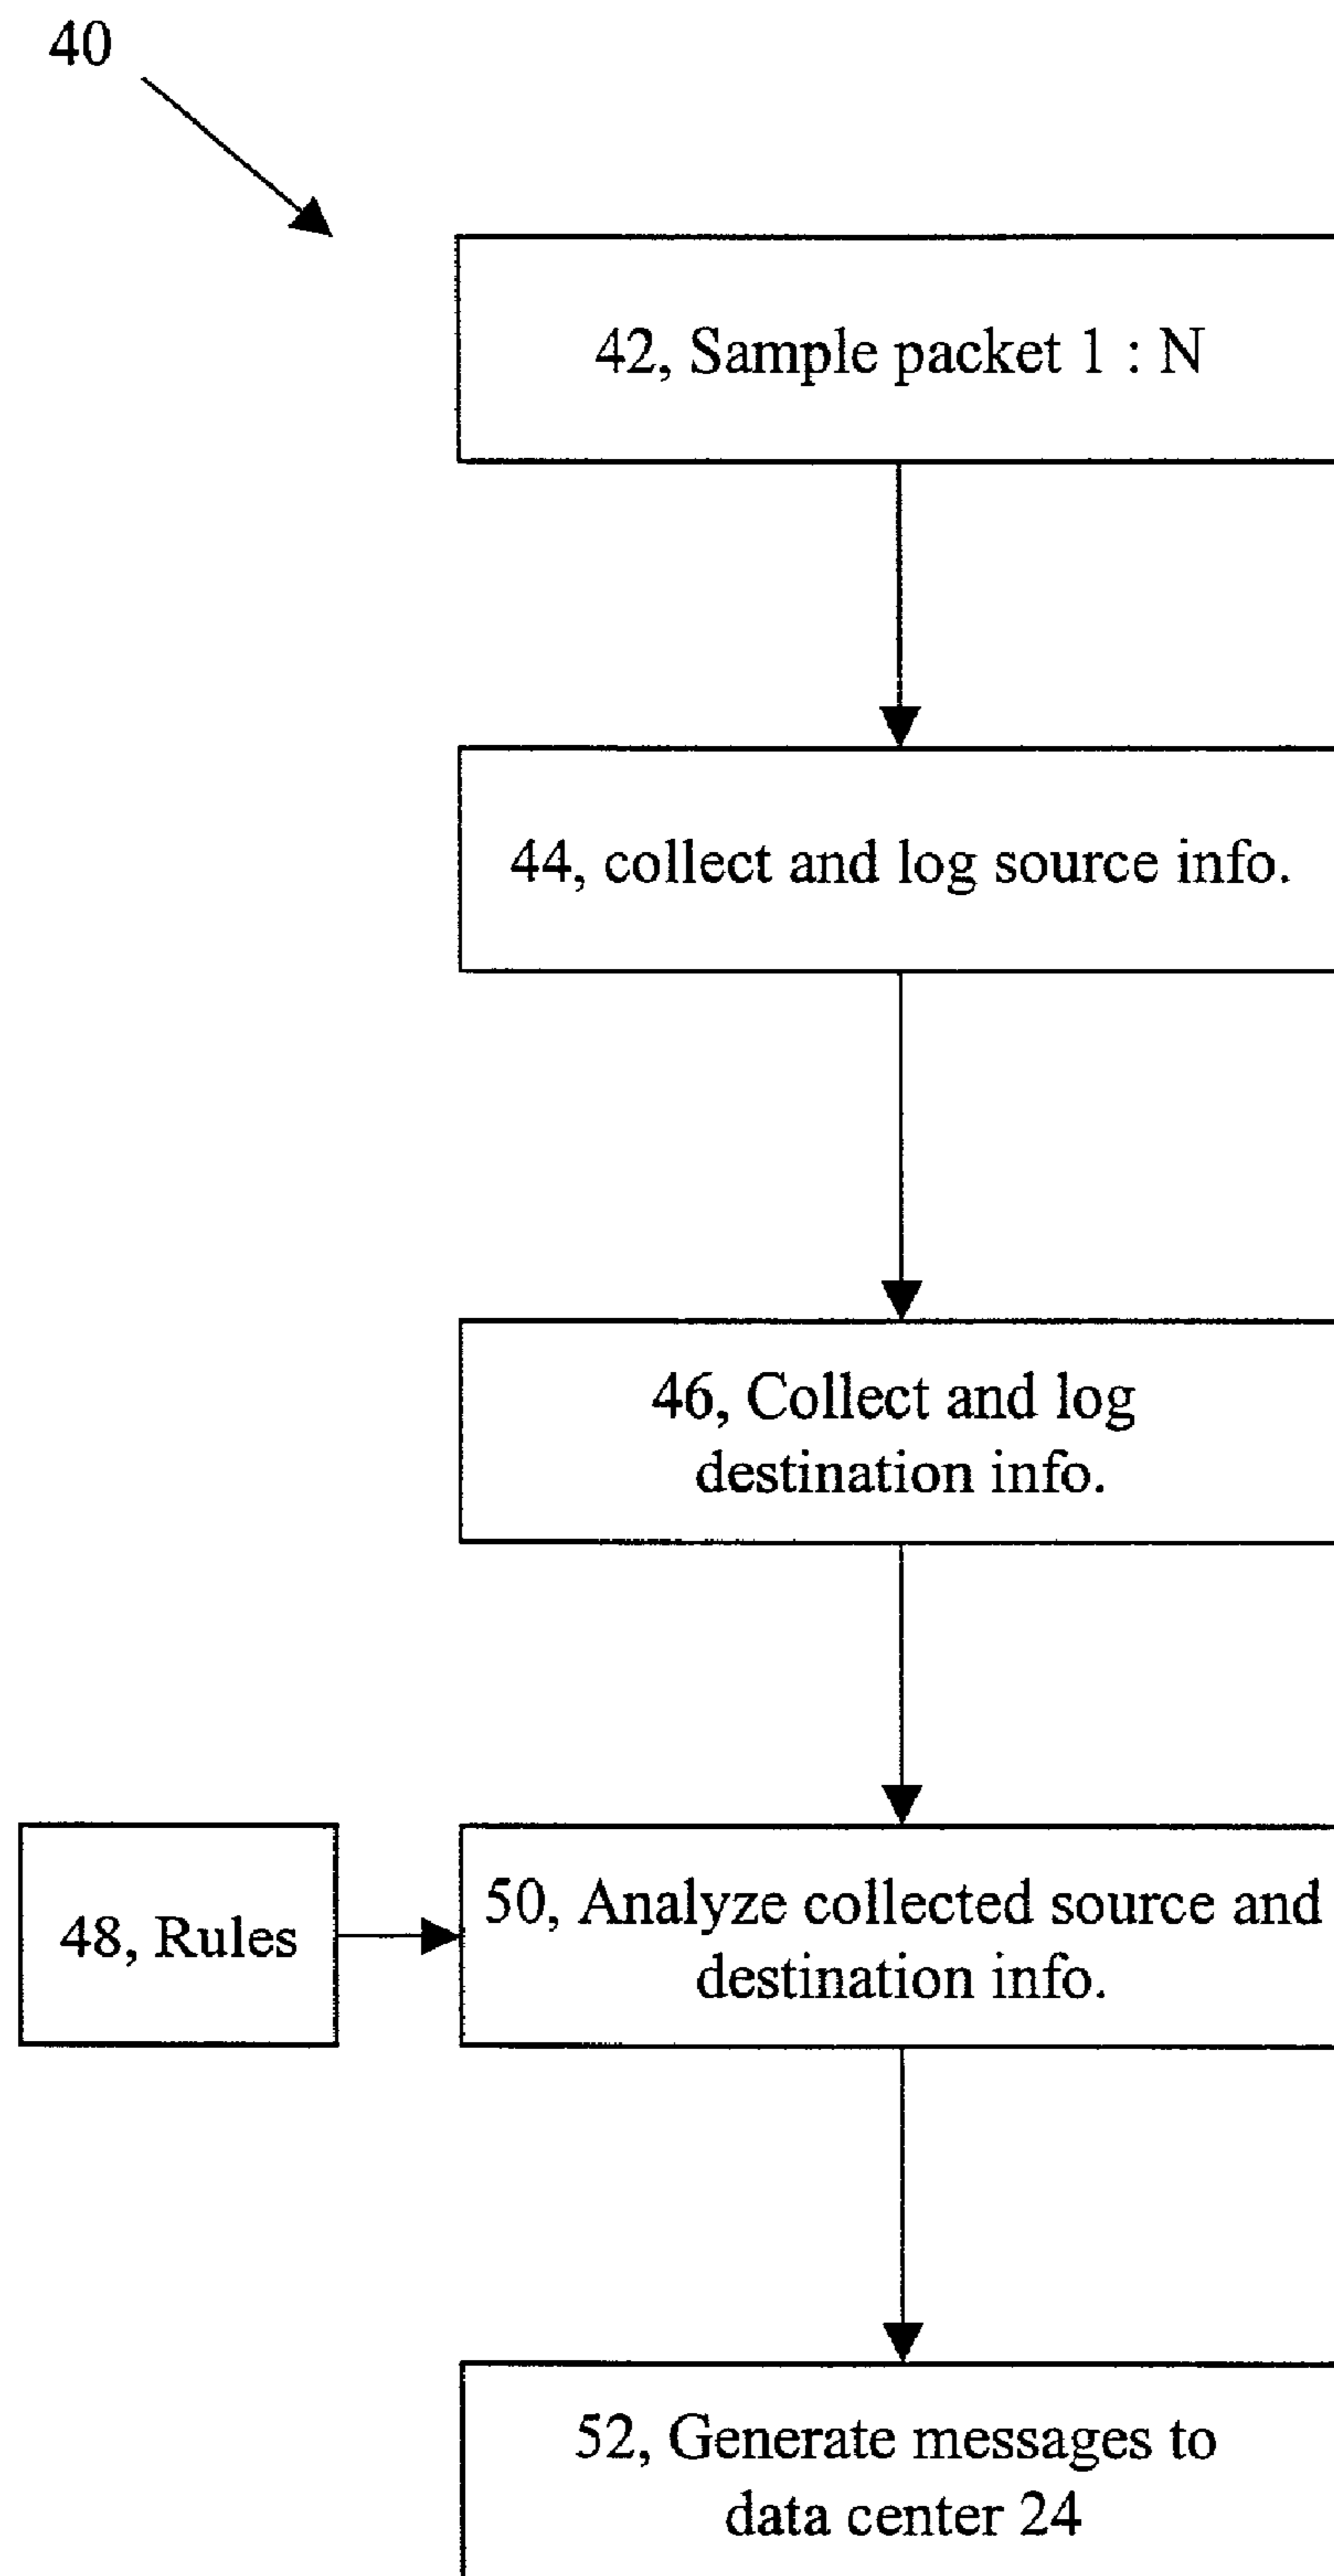 40
42, Sample packet 1 : N
44, collect and log source info.
46, Collect and log
destination info.
48, Rules
50, Analyze collected source and
destination info.
52, Generate messages to
data center 24